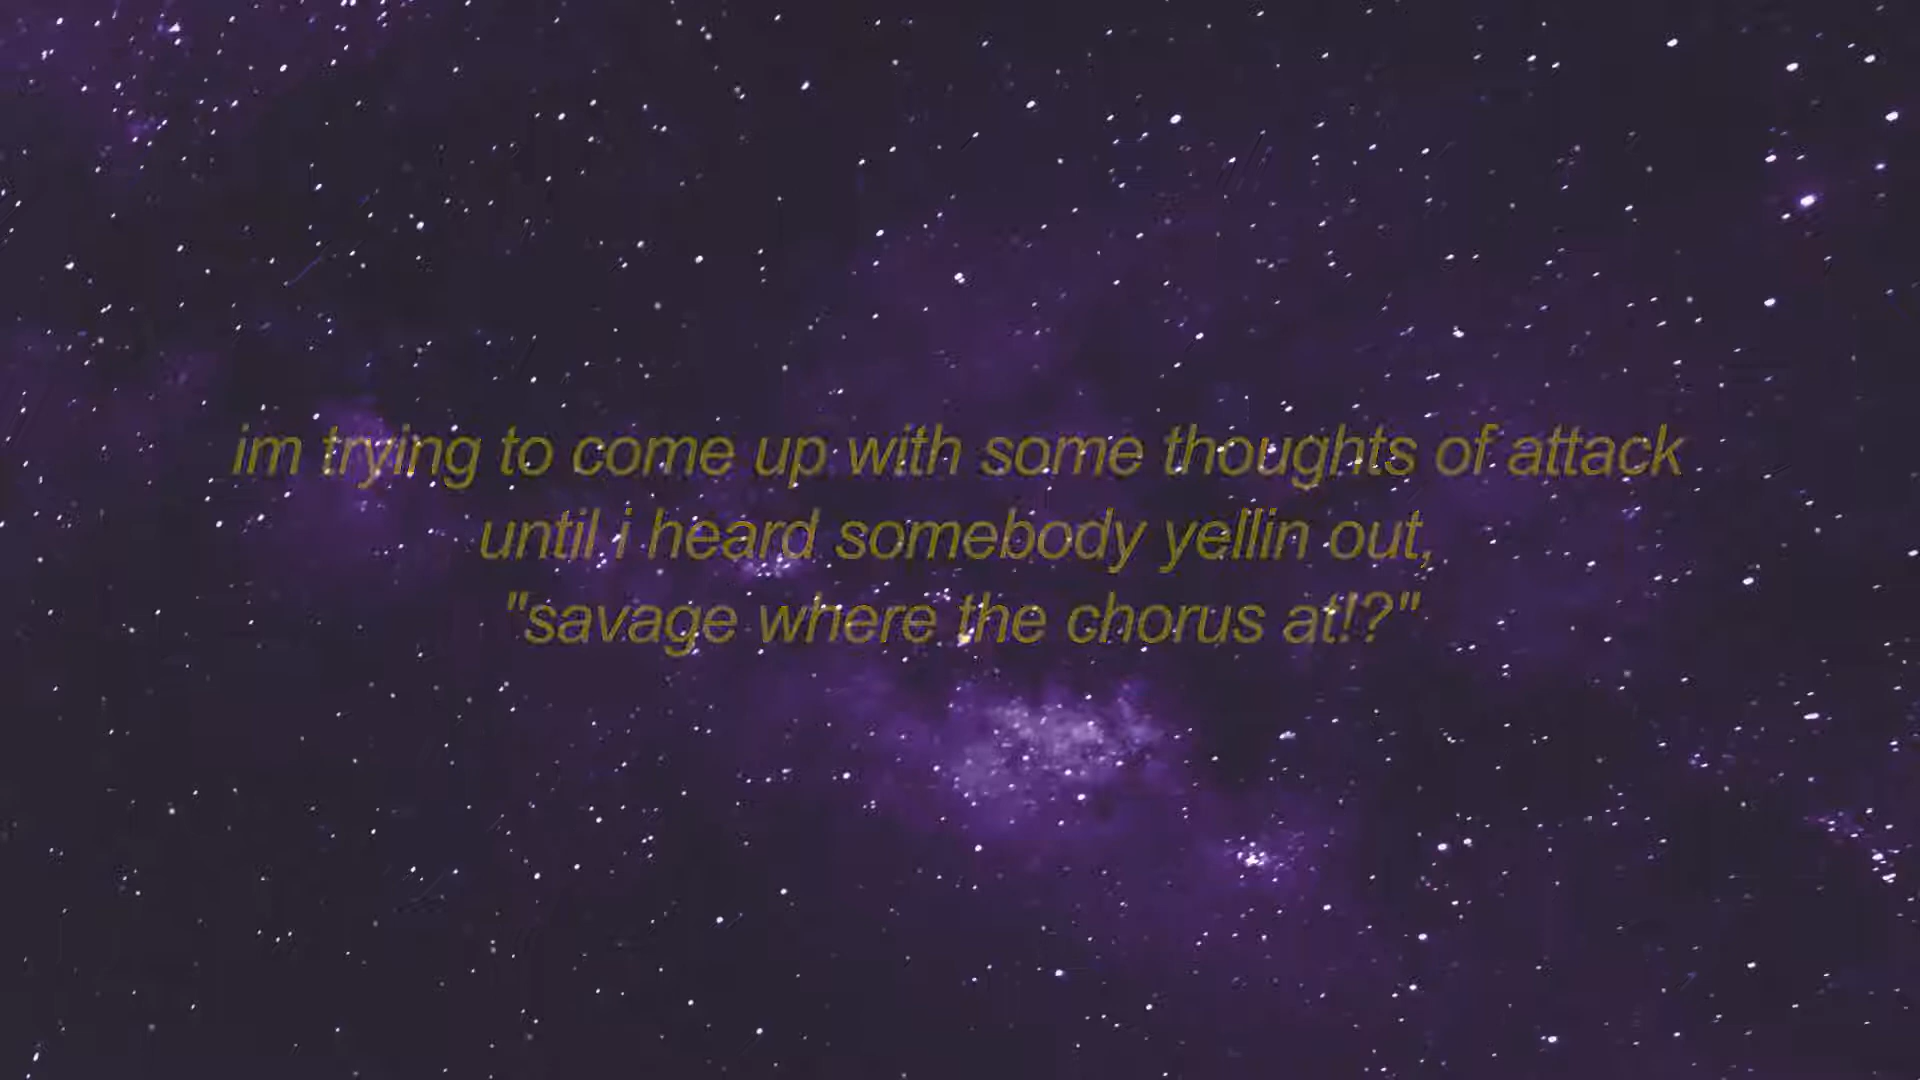 im trying to come up with some thoughts of attack
until i heard somebody yellin out,
"savage where the chorus at!?"